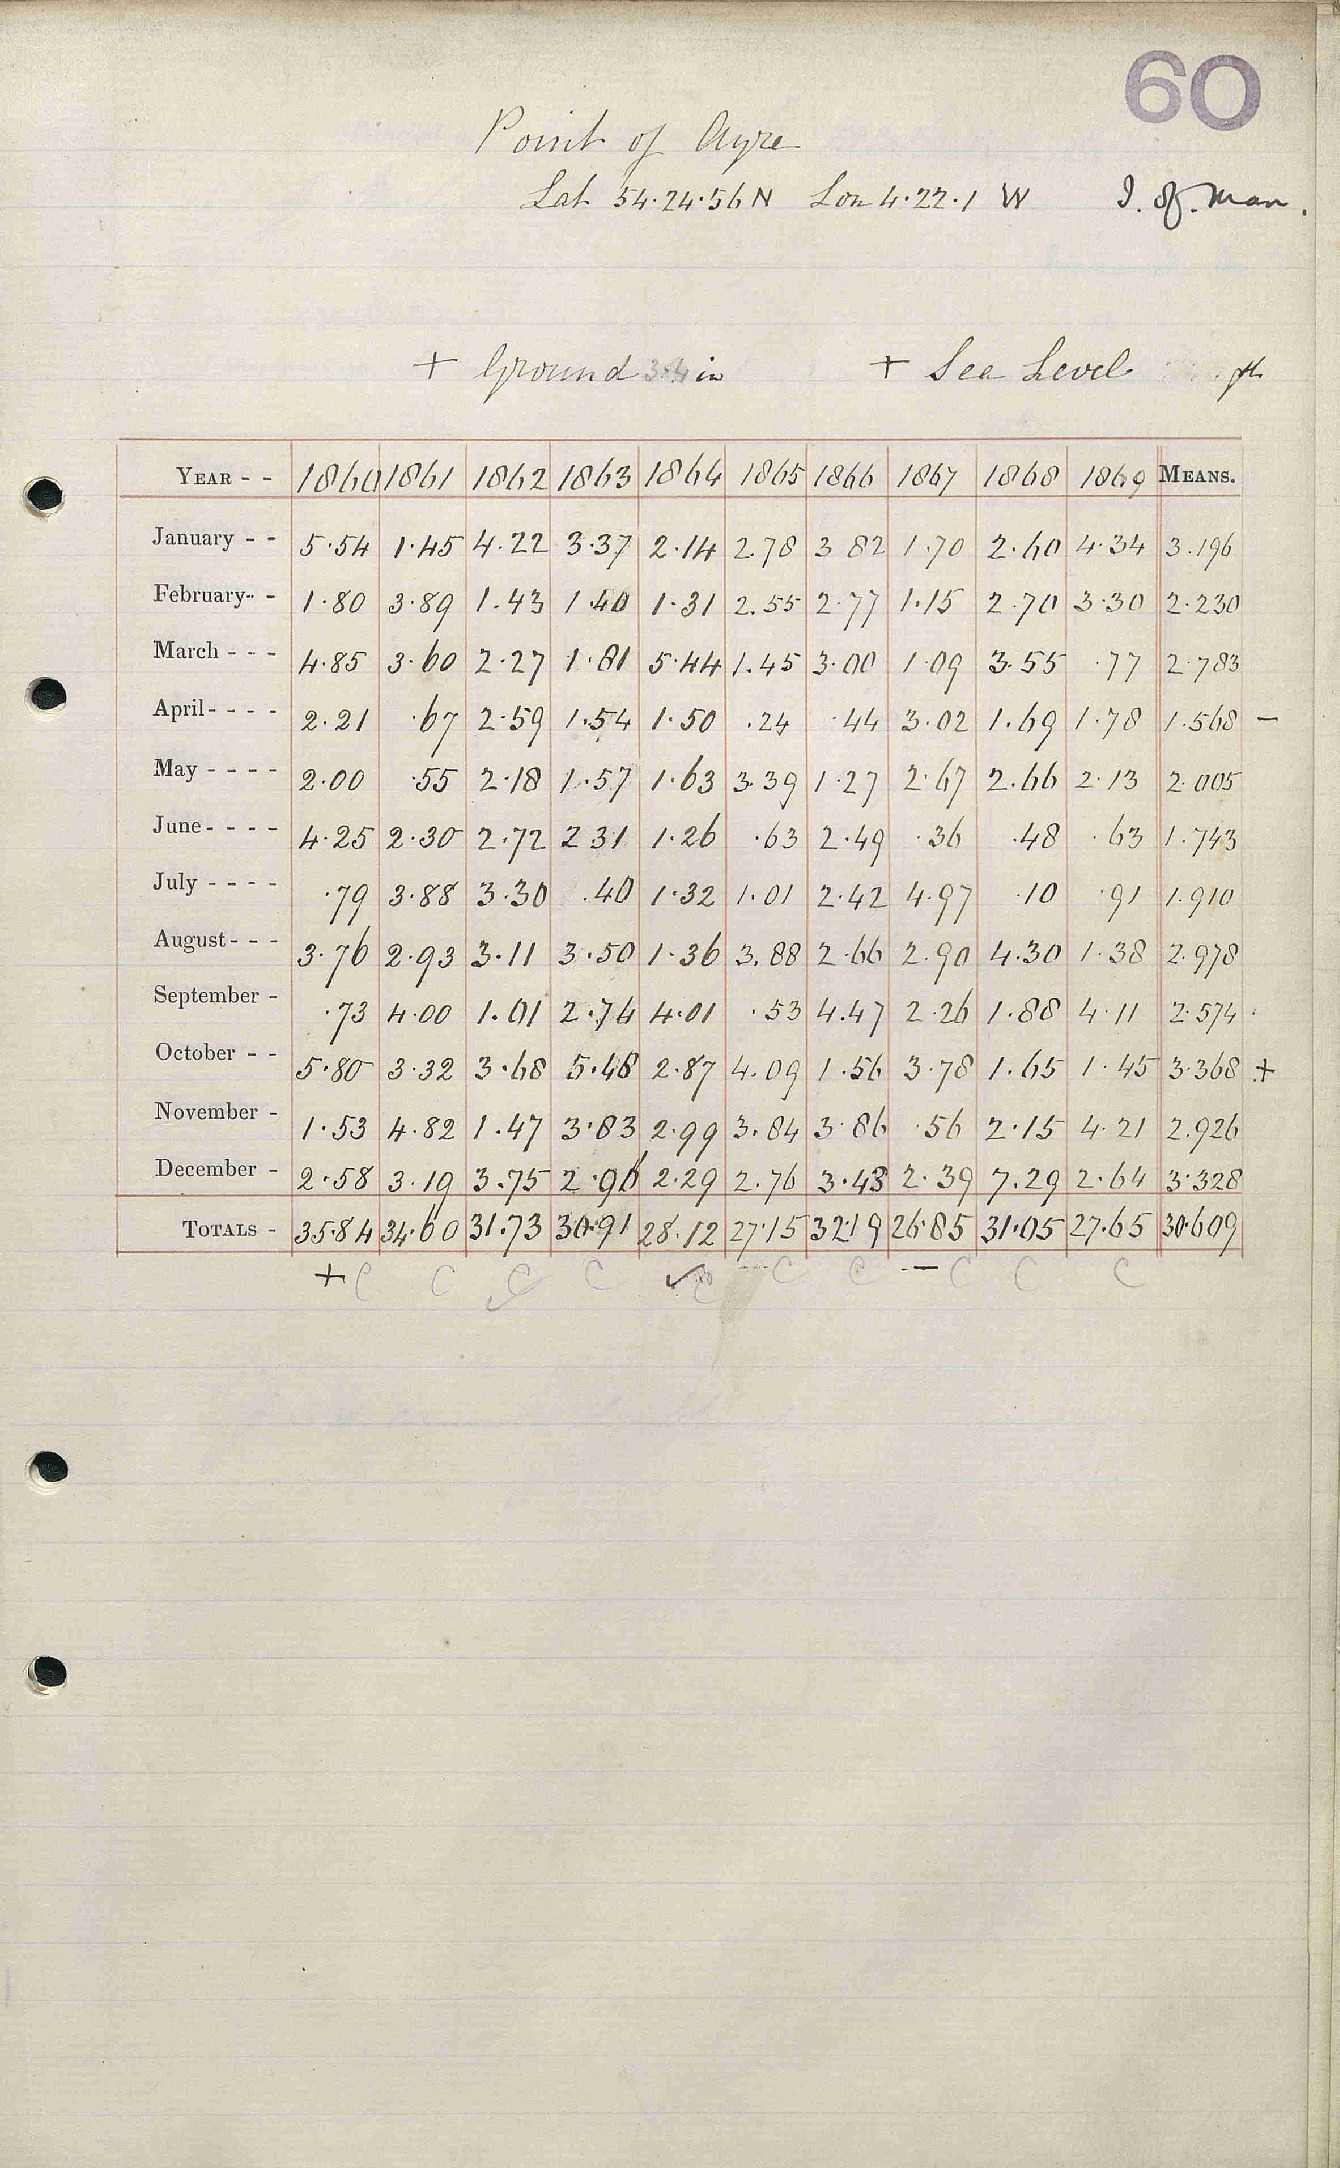 60
Point of Ayre
Lat 54.24.56 N Lon 4.22.1 W I. of. Man.
+ Ground 3.4 in + Sea Level ft
YEAR - - 1860 1861 1862 1863 1864 1865 1866 1867 1868 1869 MEANS.
January - - 5.54 1.45 4.22 3.37 2.14 2.78 3 82 1.70 2.60 4.34 3.196
February - - 1.80 3.89 1.43 1.40 1.31 2.55 2.77 1.15 2.70 3.30 2.230
March - - - 4.85 3.60 2.27 1.81 5.44 1.45 3.00 1.09 3.55 .77 2.783
April - - - - 2.21 .67 2.59 1.54 1.50 .24 .44 3.02 1.69 1.78 1.568 –
May - - - - 2.00 .55 2.18 1.57 1.63 3.39 1.27 2.67 2.66 2.13 2.005
June - - - - 4.25 2.30 2.72 2 31 1.26 .63 2.49 .36 .48 .63 1.743
July - - - - .79 3.88 3.30 .40 1.32 1.01 2.42 4.97 .10 .91 1.910
August - - - 3.76 2.93 3.11 3.50 1.36 3.88 2.66 2.90 4.30 1.38 2.978
September - .73 4.00 1.01 2.74 4.01 .53 4.47 2.26 1.88 4.11 2.574
October - - 5.80 3.32 3.68 5.48 2.87 4.09 1.56 3.78 1.65 1.45 3.368 +
November - 1.53 4.82 1.47 3.83 2.99 3.84 3.86 .56 2.15 4.21 2.926
December - 2.58 3.19 3.75 2.96 2.29 2.76 3.43 2.39 7.29 2.64 3.328
TOTALS - 35.84 34.60 31.73 30.91 28.12 27.15 32.19 26.85 31.05 27.65 30.609
+ C C C C ✓ C C C – C C C